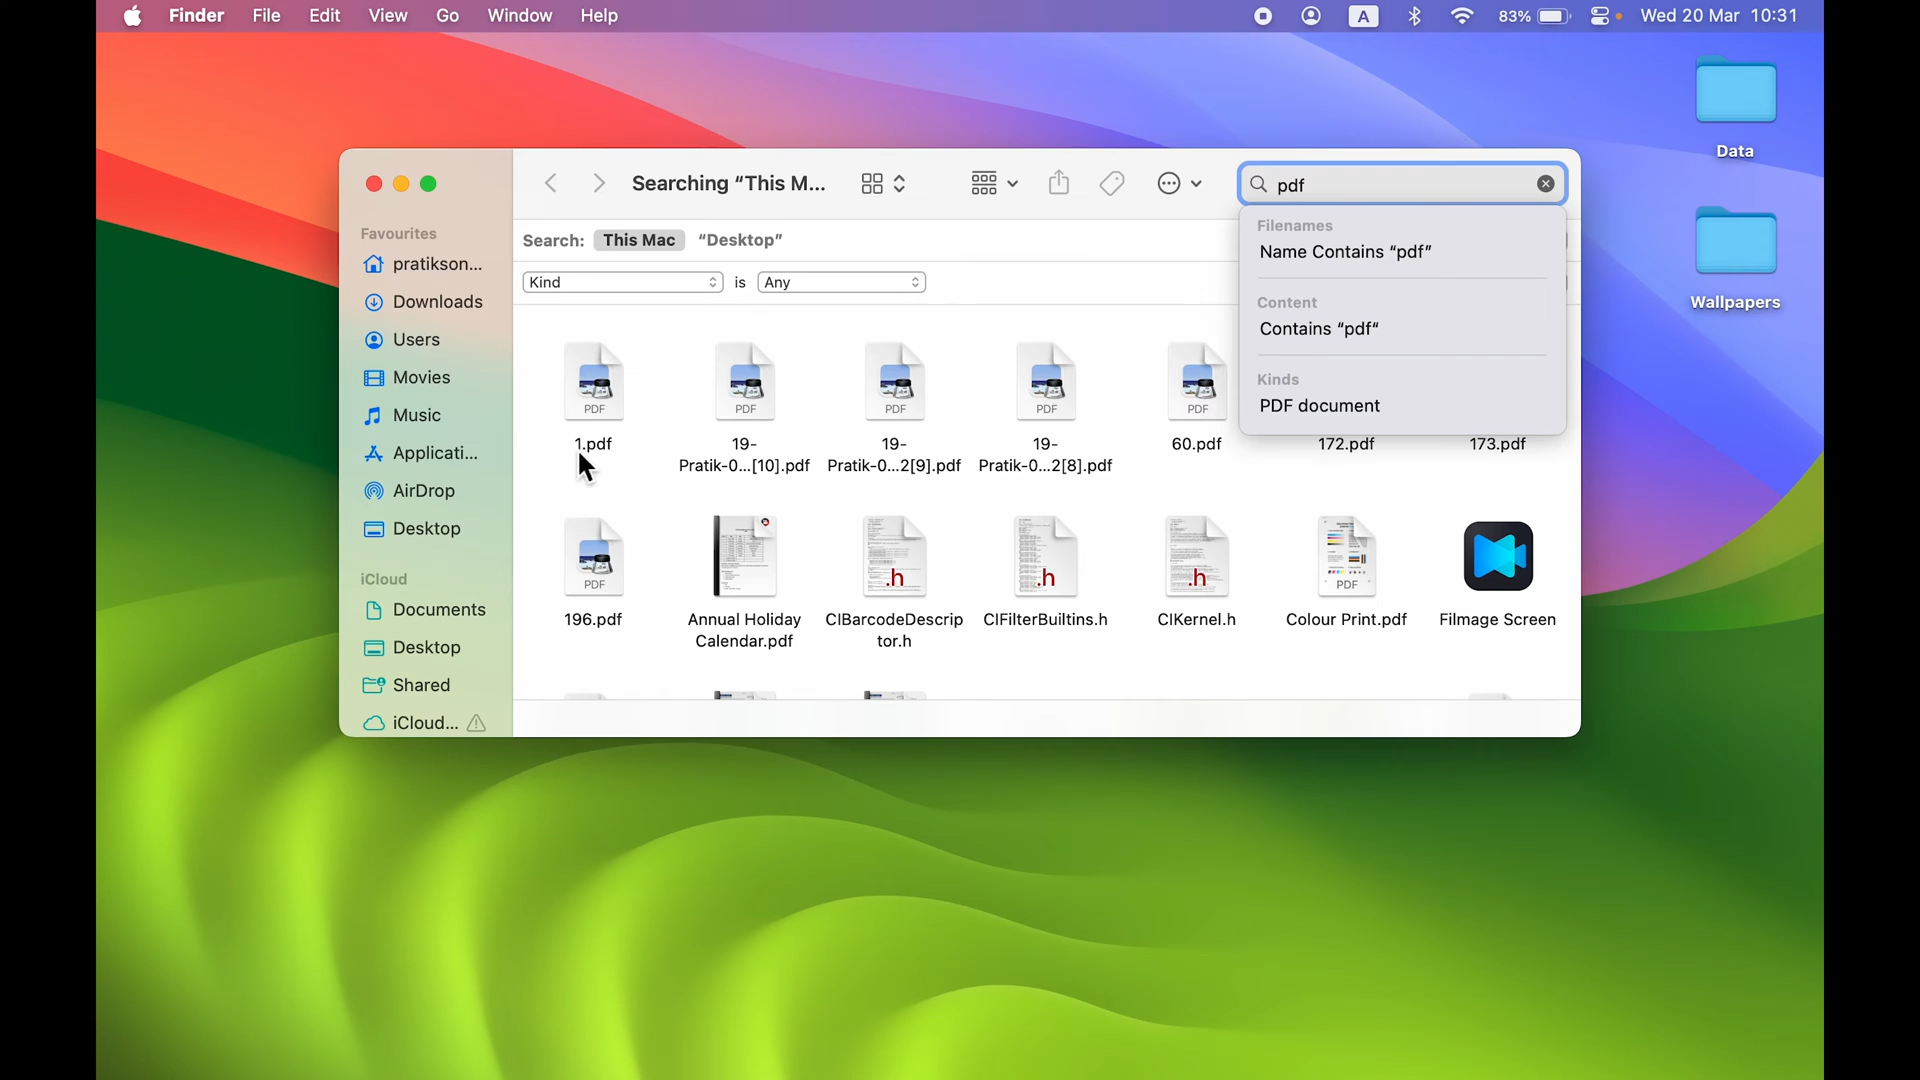 Finder File Edit View Go Window Help A 83% Wed 20 Mar 10:31
Data
Wallpapers
Searching “This M...
pdf
Search: This Mac “Desktop”
Kind is Any
Filenames
Name Contains “pdf”
Content
Contains “pdf“
Kinds
PDF document
Favourites
pratikson...
Downloads
Users
Movies
Music
Applicati...
AirDrop
Desktop
iCloud
Documents
Desktop
Shared
iCloud...
PDF PDF PDF PDF PDF
1.pdf
19-
Pratik-0...[10].pdf
19-
Pratik-0...2[9].pdf
19-
Pratik-0...2[8].pdf
60.pdf
172.pdf
173.pdf
PDF .h .h .h PDF
196.pdf
Annual Holiday
Calendar.pdf
CIBarcodeDescrip
tor.h
CIFilterBuiltins.h
CIKernel.h
Colour Print.pdf
Filmage Screen